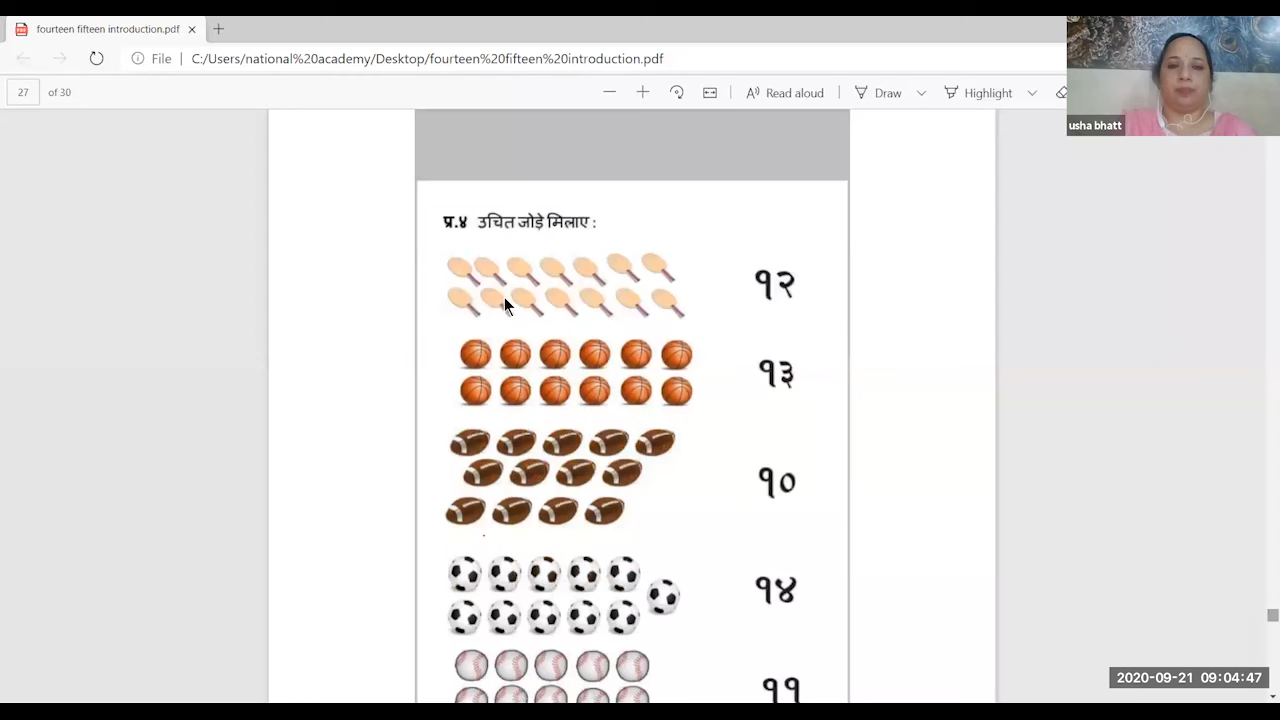 fourteen fifteen introduction.pdf
File
C:/Users/national%20academy/Desktop/fourteen%20fifteen%20introduction.pdf
27 of 30
Read aloud
Draw
Highlight
usha bhatt
प्र.४ उचित जोड़े मिलाए :
१२
१३
१०
१४
११
2020-09-21 09:04:47